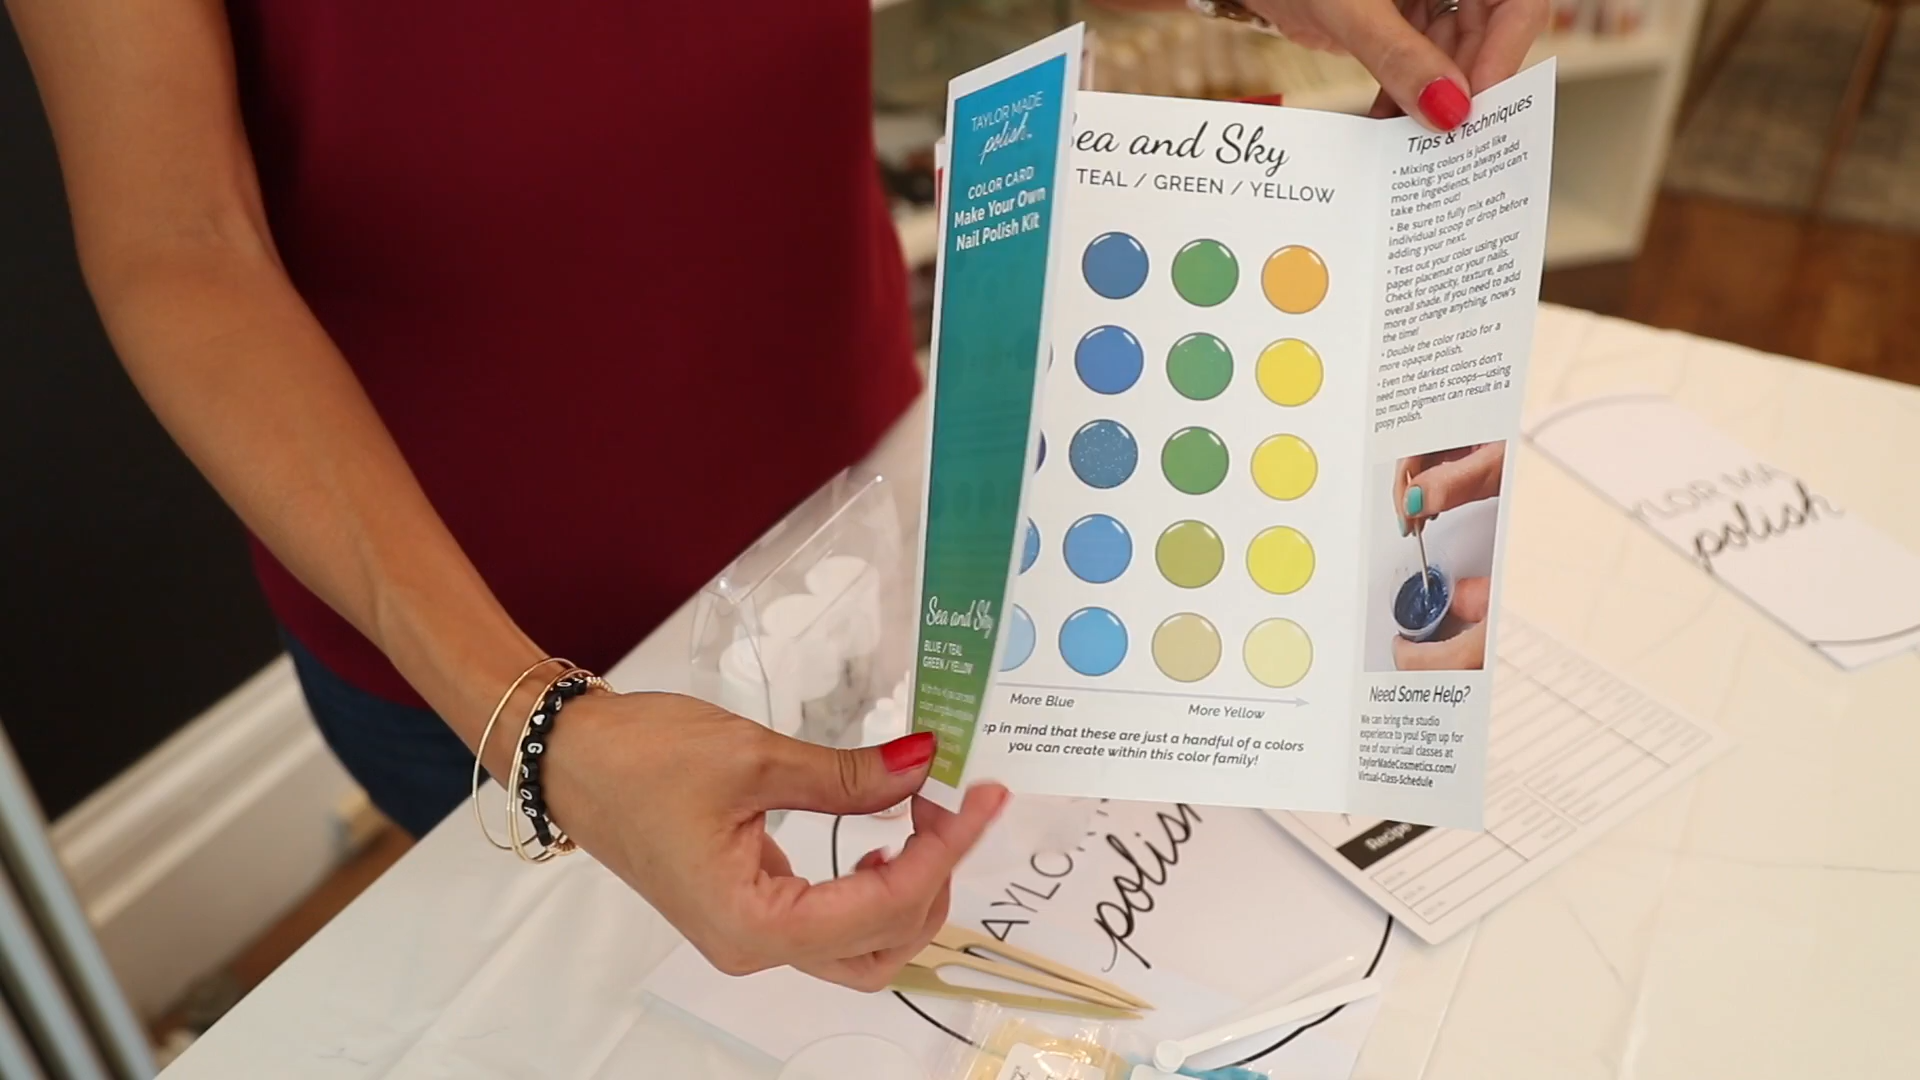 TAYLOR MADE
polish
COLOR CARD
Make Your Own
Nail Polish Kit
Sea and Sky
BLUE / TEAL
GREEN / YELLOW
Sea and Sky
TEAL / GREEN / YELLOW
More Blue
More Yellow
in mind that these are just a handful of a colors
you can create within this color family!
Tips & Techniques
• Mixing colors is just like
cooking: you can always add
more ingedients, but you can't
take them out!
• Be sure to fully mix each
individual scoop or drop before
adding your next.
• Test out your color using your
paper placemat or your nails.
Check for opacity, texture, and
overall shade. If you need to add
more or change anything, now's
the time!
• Double the color ratio for a
more opaque polish.
• Even the darkest colors don't
need more than 6 scoops—using
too much pigment can result in a
goopy polish.
Need Some Help?
We can bring the studio
experience to you! Sign up for
one of our virtual classes at
TaylorMadeCosmetics.com/
Virtual-Class-Schedule
YLOR MA
polish
Recipe
AYLO
polish